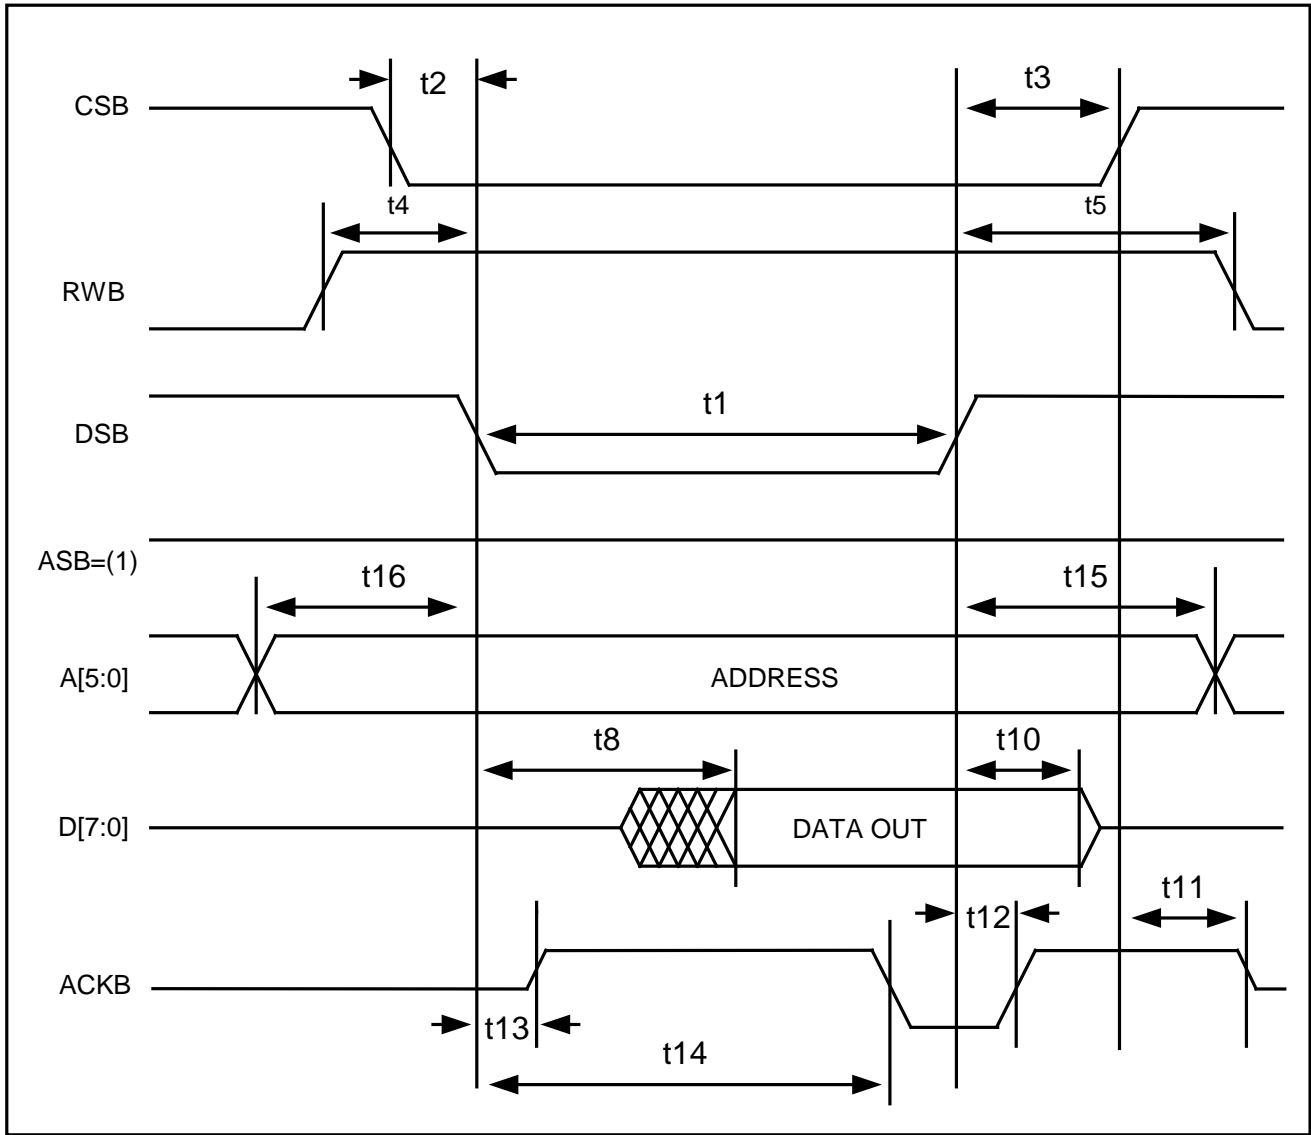 t2
t3
CSB
t4
t5
RWB
t1
DSB
ASB=(1)
t16
t15
A[5:0]
ADDRESS
t8
t10
D[7:0]
DATA OUT
t11
t12
ACKB
t13
t14